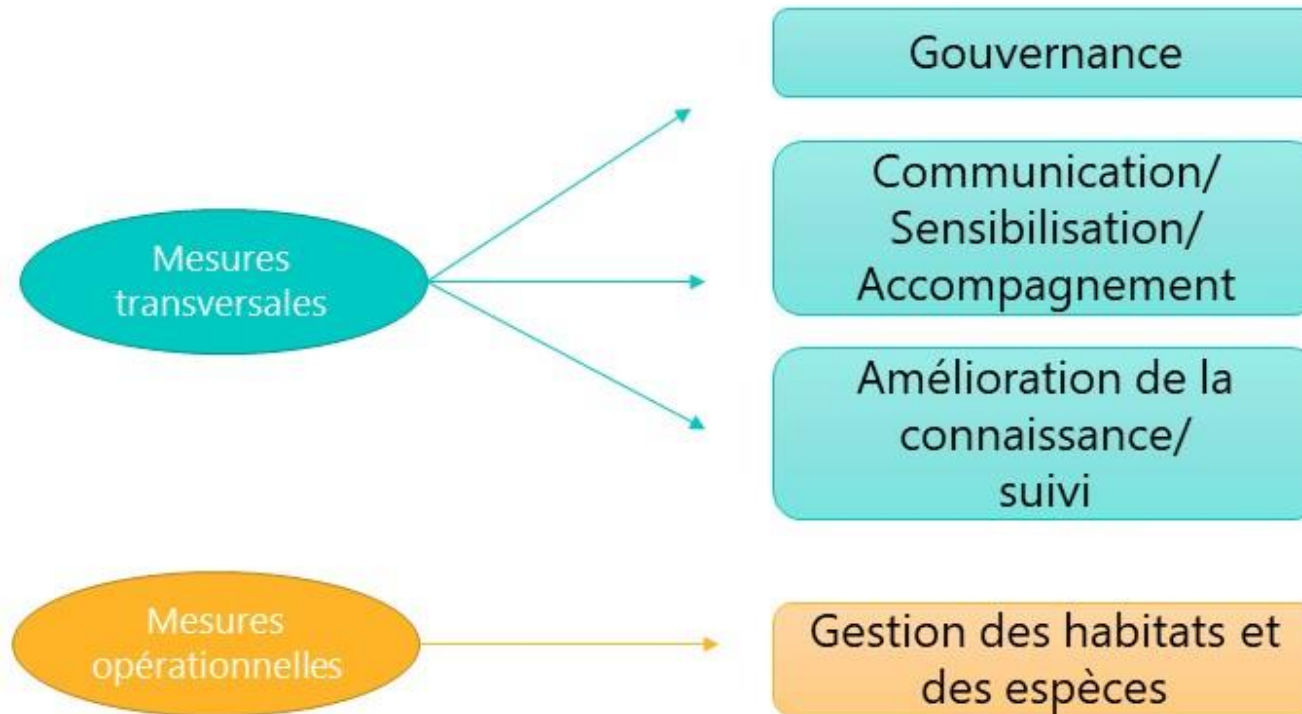 Gouvernance
Communication/
Sensibilisation/
Accompagnement
Mesures
transversales
Amélioration de la
connaissance/
suivi
Mesures
opérationnelles
Gestion des habitats et
des espèces